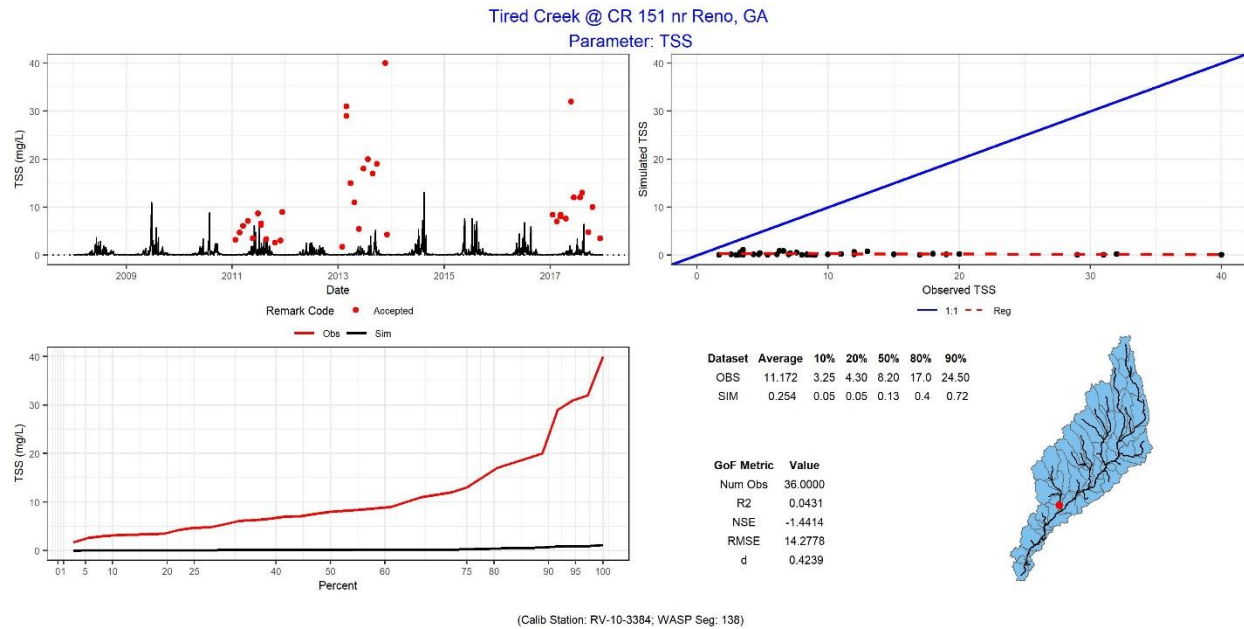 Tired Creek @ CR 151 nr Reno, GA
Parameter: TSS
40
30
20
10
0
TSS (mg/L)
2009 2011 2013 2015 2017
Date
Remark Code Accepted
40
30
20
10
0
Simulated TSS
0 10 20 30 40
Observed TSS
1:1 Reg
Obs Sim
40
30
20
10
0
TSS (mg/L)
0 1 5 10 20 25 40 50 60 75 80 90 95 100
Percent
Dataset Average 10% 20% 50% 80% 90%
OBS 11.172 3.25 4.30 8.20 17.0 24.50
SIM 0.254 0.05 0.05 0.13 0.4 0.72
GoF Metric Value
Num Obs 36.0000
R2 0.0431
NSE -1.4414
RMSE 14.2778
d 0.4239
(Calib Station: RV-10-3384; WASP Seg: 138)